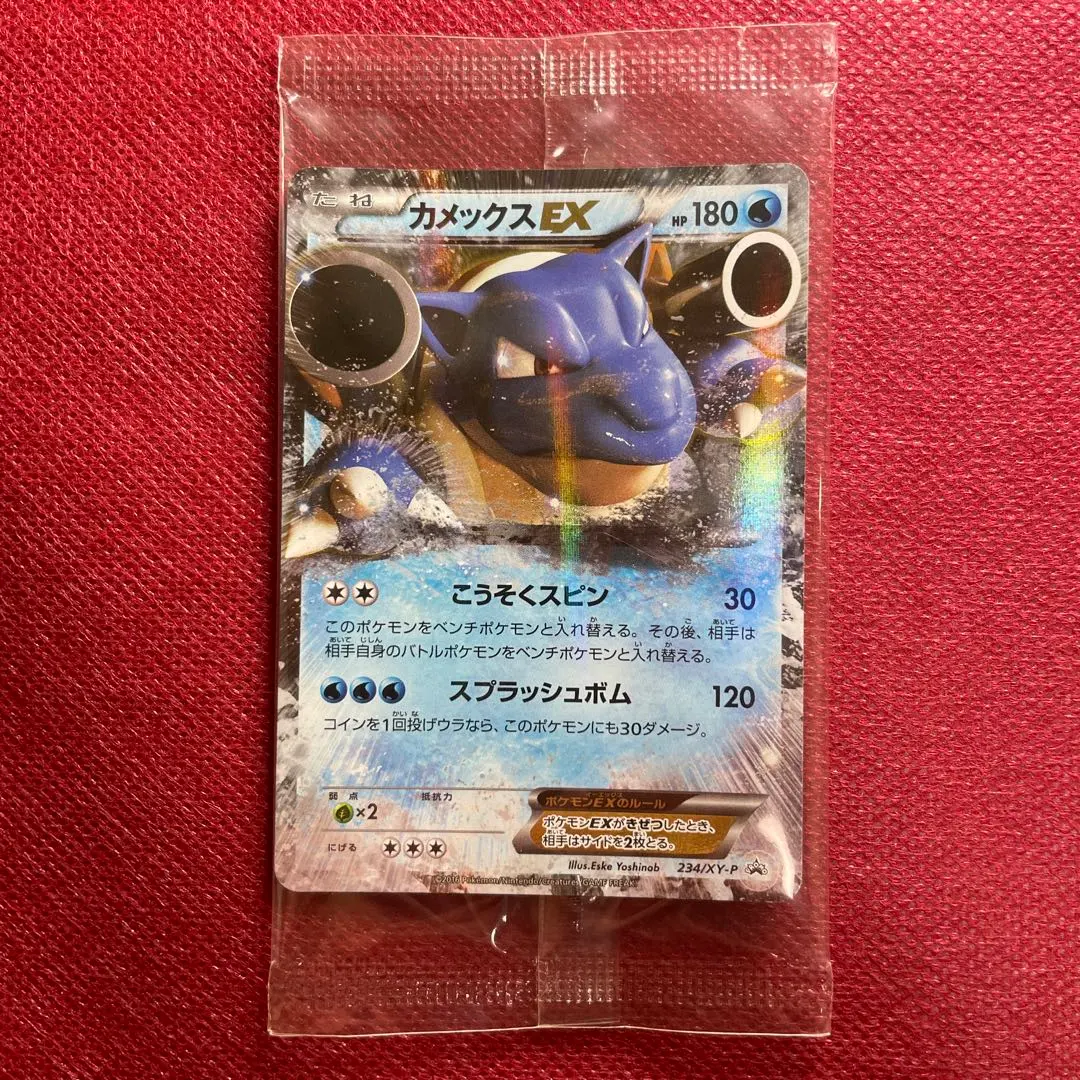 たね カメックスEX HP 180
こうそくスピン 30
このポケモンをベンチポケモンと入れ替える。その後、相手は
相手自身のバトルポケモンをベンチポケモンと入れ替える。
スプラッシュボム 120
コインを1回投げウラなら、このポケモンにも30ダメージ。
弱点 抵抗力
×2
ポケモンEXのルール
ポケモンEXがきぜつしたとき、
相手はサイドを2枚とる。
にげる
Illus.Eske Yoshinob 234/XY-P
©2016 Pokémon/Nintendo/Creatures/GAME FREAK